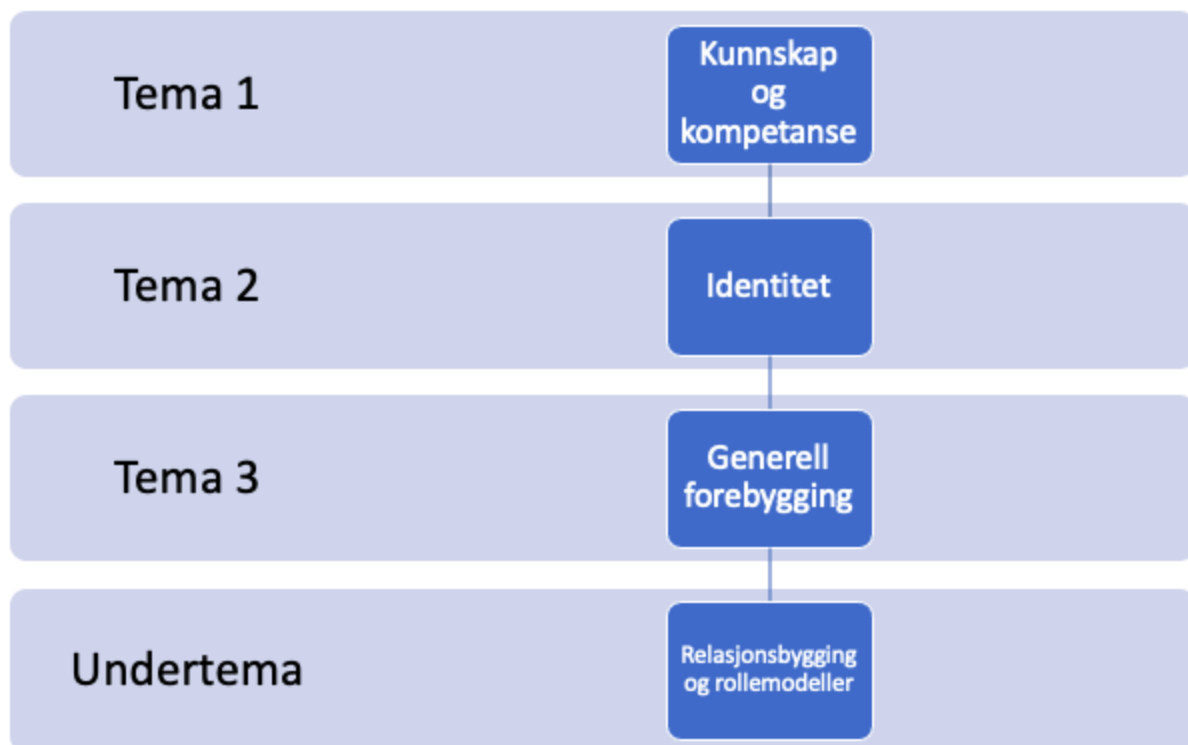 Tema 1
Kunnskap
og
kompetanse
Tema 2
Identitet
Tema 3
Generell
forebygging
Undertema
Relasjonsbygging
og rollemodeller